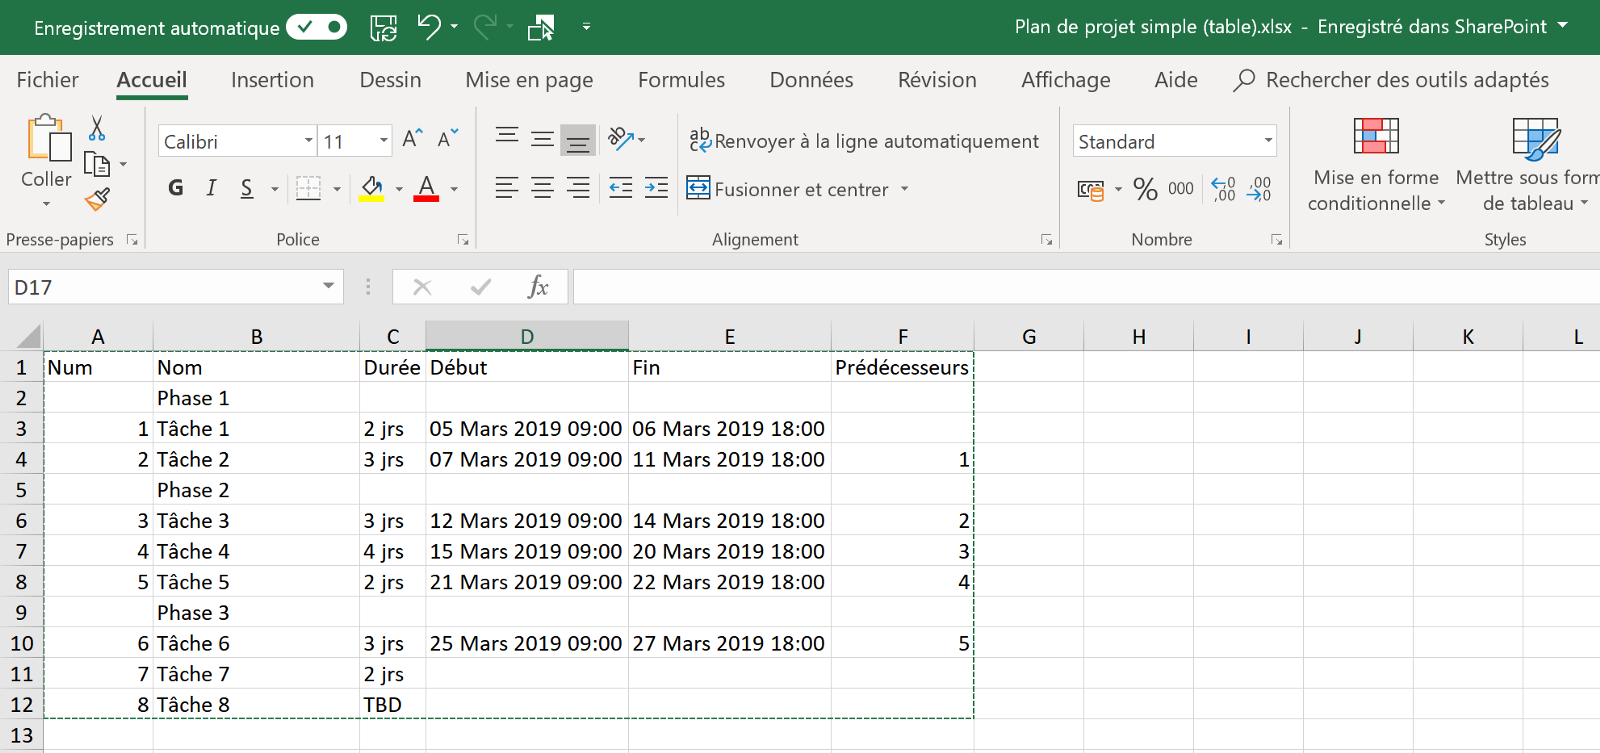 Enregistrement automatique
Plan de projet simple (table).xlsx - Enregistré dans SharePoint
Fichier Accueil Insertion Dessin Mise en page Formules Données Révision Affichage Aide Rechercher des outils adaptés
Coller
Calibri 11 A A
ab Renvoyer à la ligne automatiquement
Standard
G I S A
Fusionner et centrer
% 000 ,00 ,00
Mise en forme conditionnelle
Mettre sous form
de tableau
Presse-papiers Police Alignement Nombre Styles
D17 fx
A B C D E F G H I J K L
1 Num Nom Durée Début Fin Prédécesseurs
2 Phase 1
3 1 Tâche 1 2 jrs 05 Mars 2019 09:00 06 Mars 2019 18:00
4 2 Tâche 2 3 jrs 07 Mars 2019 09:00 11 Mars 2019 18:00 1
5 Phase 2
6 3 Tâche 3 3 jrs 12 Mars 2019 09:00 14 Mars 2019 18:00 2
7 4 Tâche 4 4 jrs 15 Mars 2019 09:00 20 Mars 2019 18:00 3
8 5 Tâche 5 2 jrs 21 Mars 2019 09:00 22 Mars 2019 18:00 4
9 Phase 3
10 6 Tâche 6 3 jrs 25 Mars 2019 09:00 27 Mars 2019 18:00 5
11 7 Tâche 7 2 jrs
12 8 Tâche 8 TBD
13